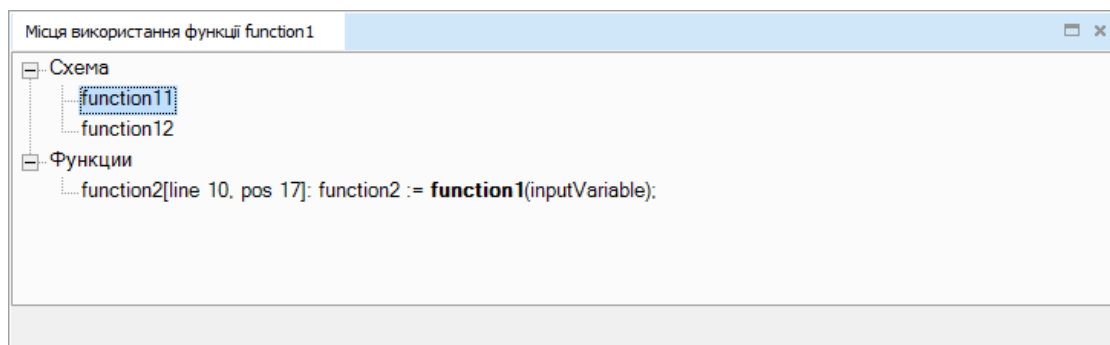 Місця використання функції function1
Схема
function11
function12
Функции
function2[line 10, pos 17]: function2 := function1(inputVariable);